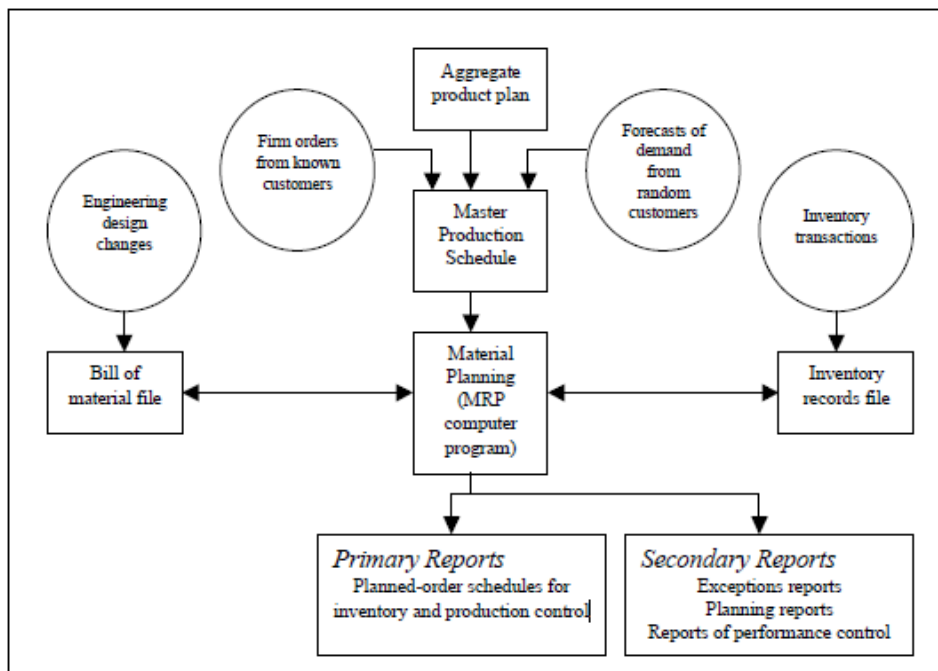 Aggregate
product plan
Firm orders
from known
customers
Forecasts of
demand
from
random
customers
Engineering
design
changes
Master
Production
Schedule
Inventory
transactions
Bill of
material file
Material
Planning
(MRP
computer
program)
Inventory
records file
Primary Reports
Planned-order schedules for
inventory and production control
Secondary Reports
Exceptions reports
Planning reports
Reports of performance control